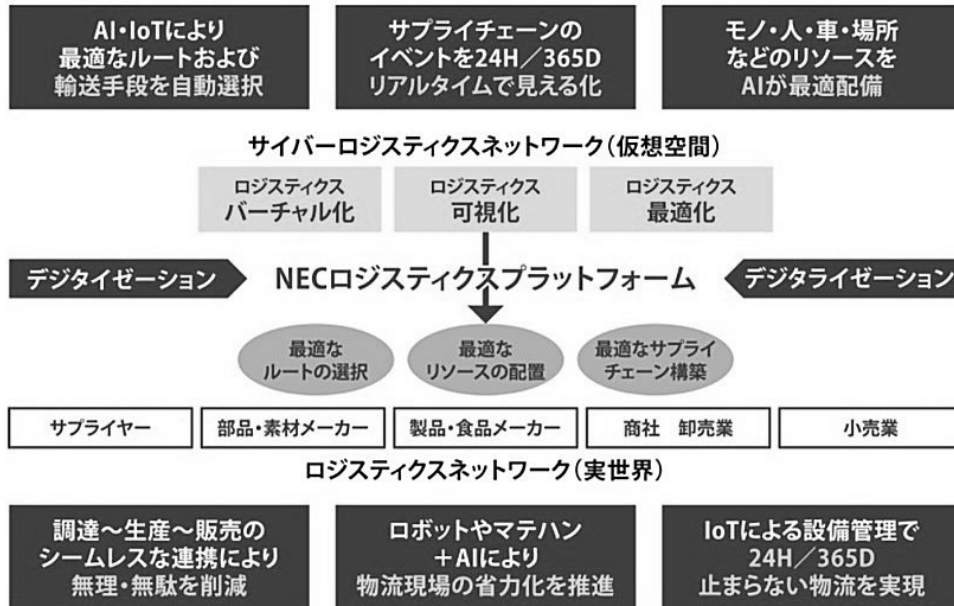 AI・IoTにより
最適なルートおよび
輸送手段を自動選択
サプライチェーンの
イベントを24H／365D
リアルタイムで見える化
モノ・人・車・場所
などのリソースを
AIが最適配備
サイバーロジスティクスネットワーク（仮想空間）
ロジスティクス
バーチャル化
ロジスティクス
可視化
ロジスティクス
最適化
デジタイゼーション
NECロジスティクスプラットフォーム
デジタライゼーション
最適な
ルートの選択
最適な
リソースの配置
最適なサプライ
チェーン構築
サプライヤー
部品・素材メーカー
製品・食品メーカー
商社　卸売業
小売業
ロジスティクスネットワーク（実世界）
調達～生産～販売の
シームレスな連携により
無理・無駄を削減
ロボットやマテハン
＋AIにより
物流現場の省力化を推進
IoTによる設備管理で
24H／365D
止まらない物流を実現